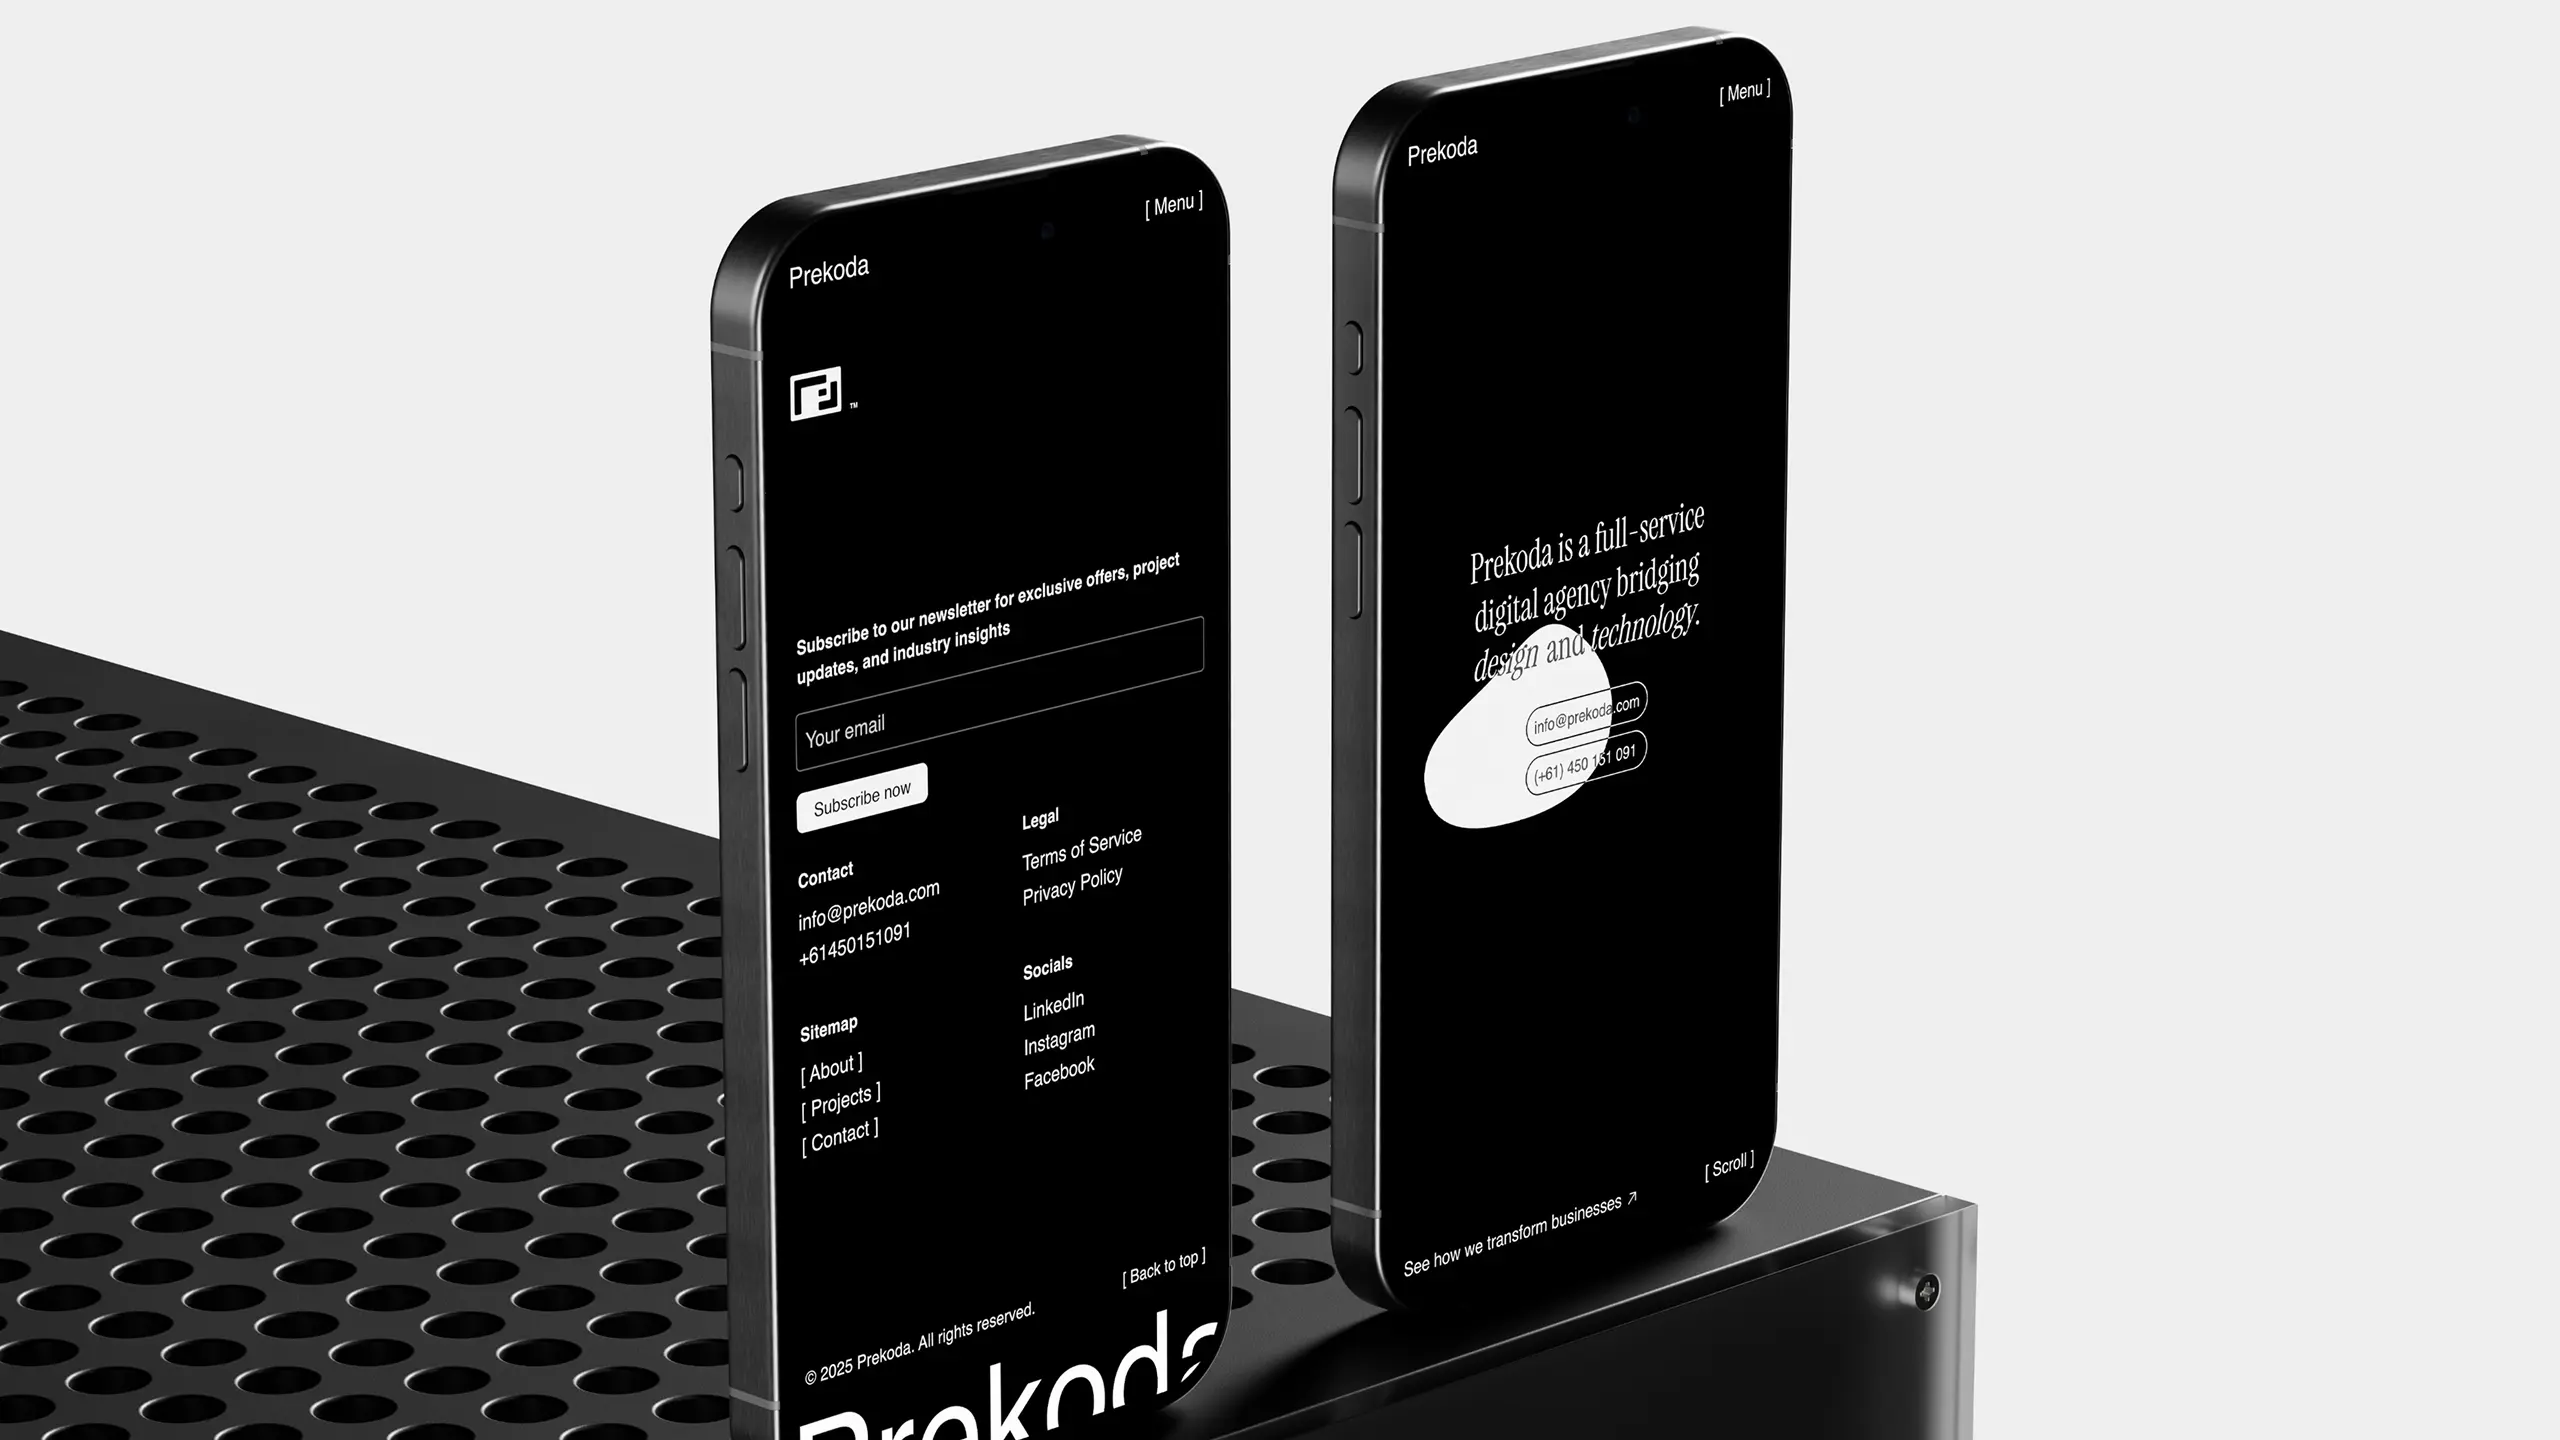 Prekoda
[ Menu ]
TM
Subscribe to our newsletter for exclusive offers, project
updates, and industry insights
Your email
Subscribe now
Contact
info@prekoda.com
+61450151091
Sitemap
[ About ]
[ Projects ]
[ Contact ]
Legal
Terms of Service
Privacy Policy
Socials
LinkedIn
Instagram
Facebook
[ Back to top ]
© 2025 Prekoda. All rights reserved.
Prekoda
Prekoda
[ Menu ]
Prekoda is a full-service
digital agency bridging
design and technology.
info@prekoda.com
(+61) 450 151 091
See how we transform businesses ↗
[ Scroll ]